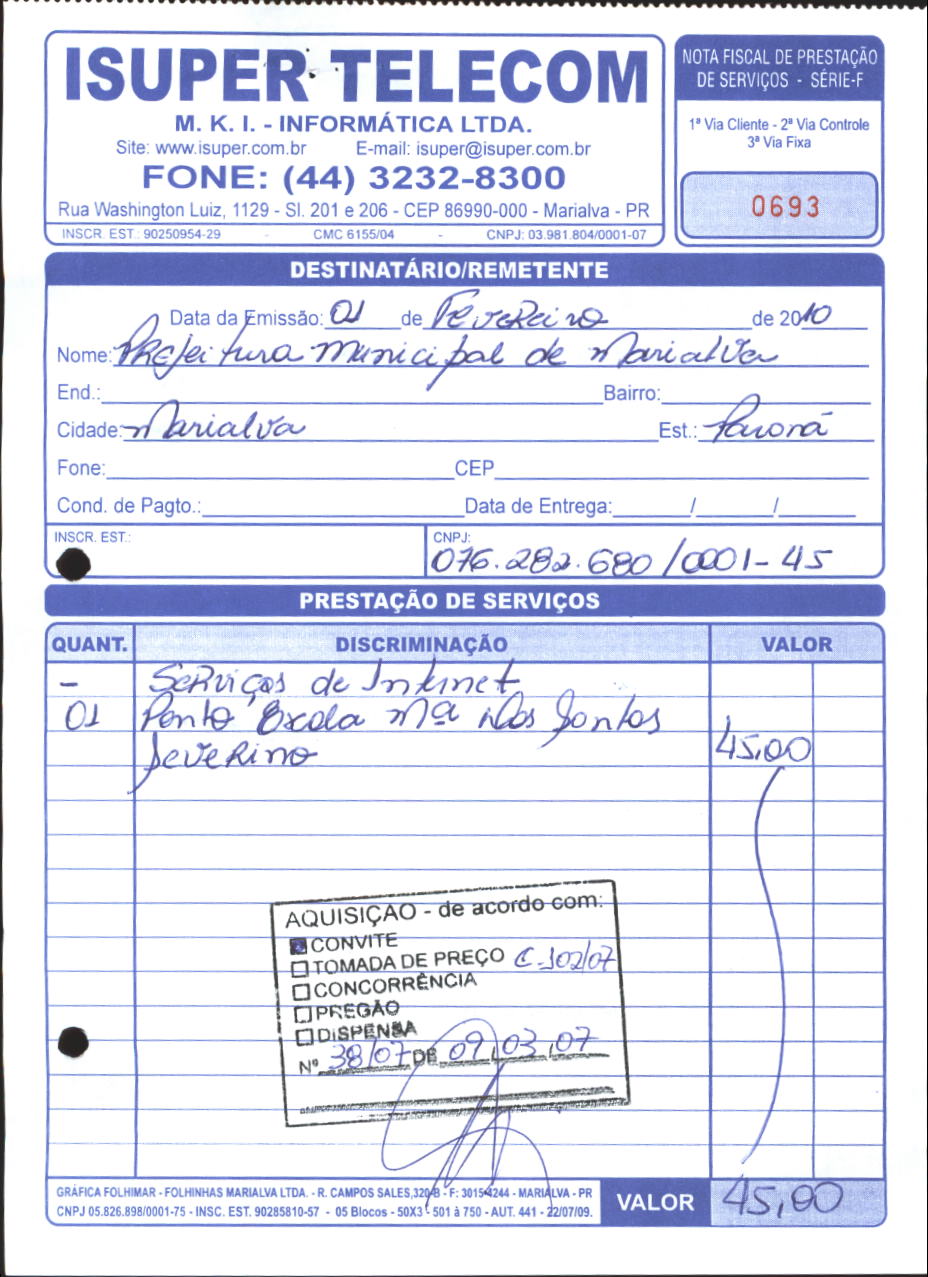 ISUPER TELECOM
M. K. I. - INFORMÁTICA LTDA.
Site: www.isuper.com.br E-mail: isuper@isuper.com.br
FONE: (44) 3232-8300
Rua Washington Luiz, 1129 - Sl. 201 e 206 - CEP 86990-000 - Marialva - PR
INSCR. EST.: 90250954-29 - CMC 6155/04 - CNPJ: 03.981.804/0001-07
NOTA FISCAL DE PRESTAÇÃO
DE SERVIÇOS - SÉRIE-F
1ª Via Cliente - 2ª Via Controle
3ª Via Fixa
0693
DESTINATÁRIO/REMETENTE
Data da Emissão: 01 de Fevereiro de 2010
Nome: Prefeitura Municipal de Marialva
End.: Bairro:
Cidade: Marialva Est.: Paraná
Fone: CEP
Cond. de Pagto.: Data de Entrega: / /
INSCR. EST.: CNPJ:
076.282.680/0001-45
PRESTAÇÃO DE SERVIÇOS
QUANT. DISCRIMINAÇÃO VALOR
- Serviços de Internet
01 Ponto Escola Mª dos Santos
Severino 45,00
AQUISIÇÃO - de acordo com:
CONVITE
TOMADA DE PREÇO C-102/07
CONCORRÊNCIA
PREGÃO
DISPENSA
Nº 38/07 DE 09,03,07
GRÁFICA FOLHIMAR - FOLHINHAS MARIALVA LTDA. - R. CAMPOS SALES,320-B - F: 3015-4244 - MARIALVA - PR
CNPJ 05.826.898/0001-75 - INSC. EST. 90285810-57 - 05 Blocos - 50X3 - 501 à 750 - AUT. 441 - 22/07/09.
VALOR 45,00